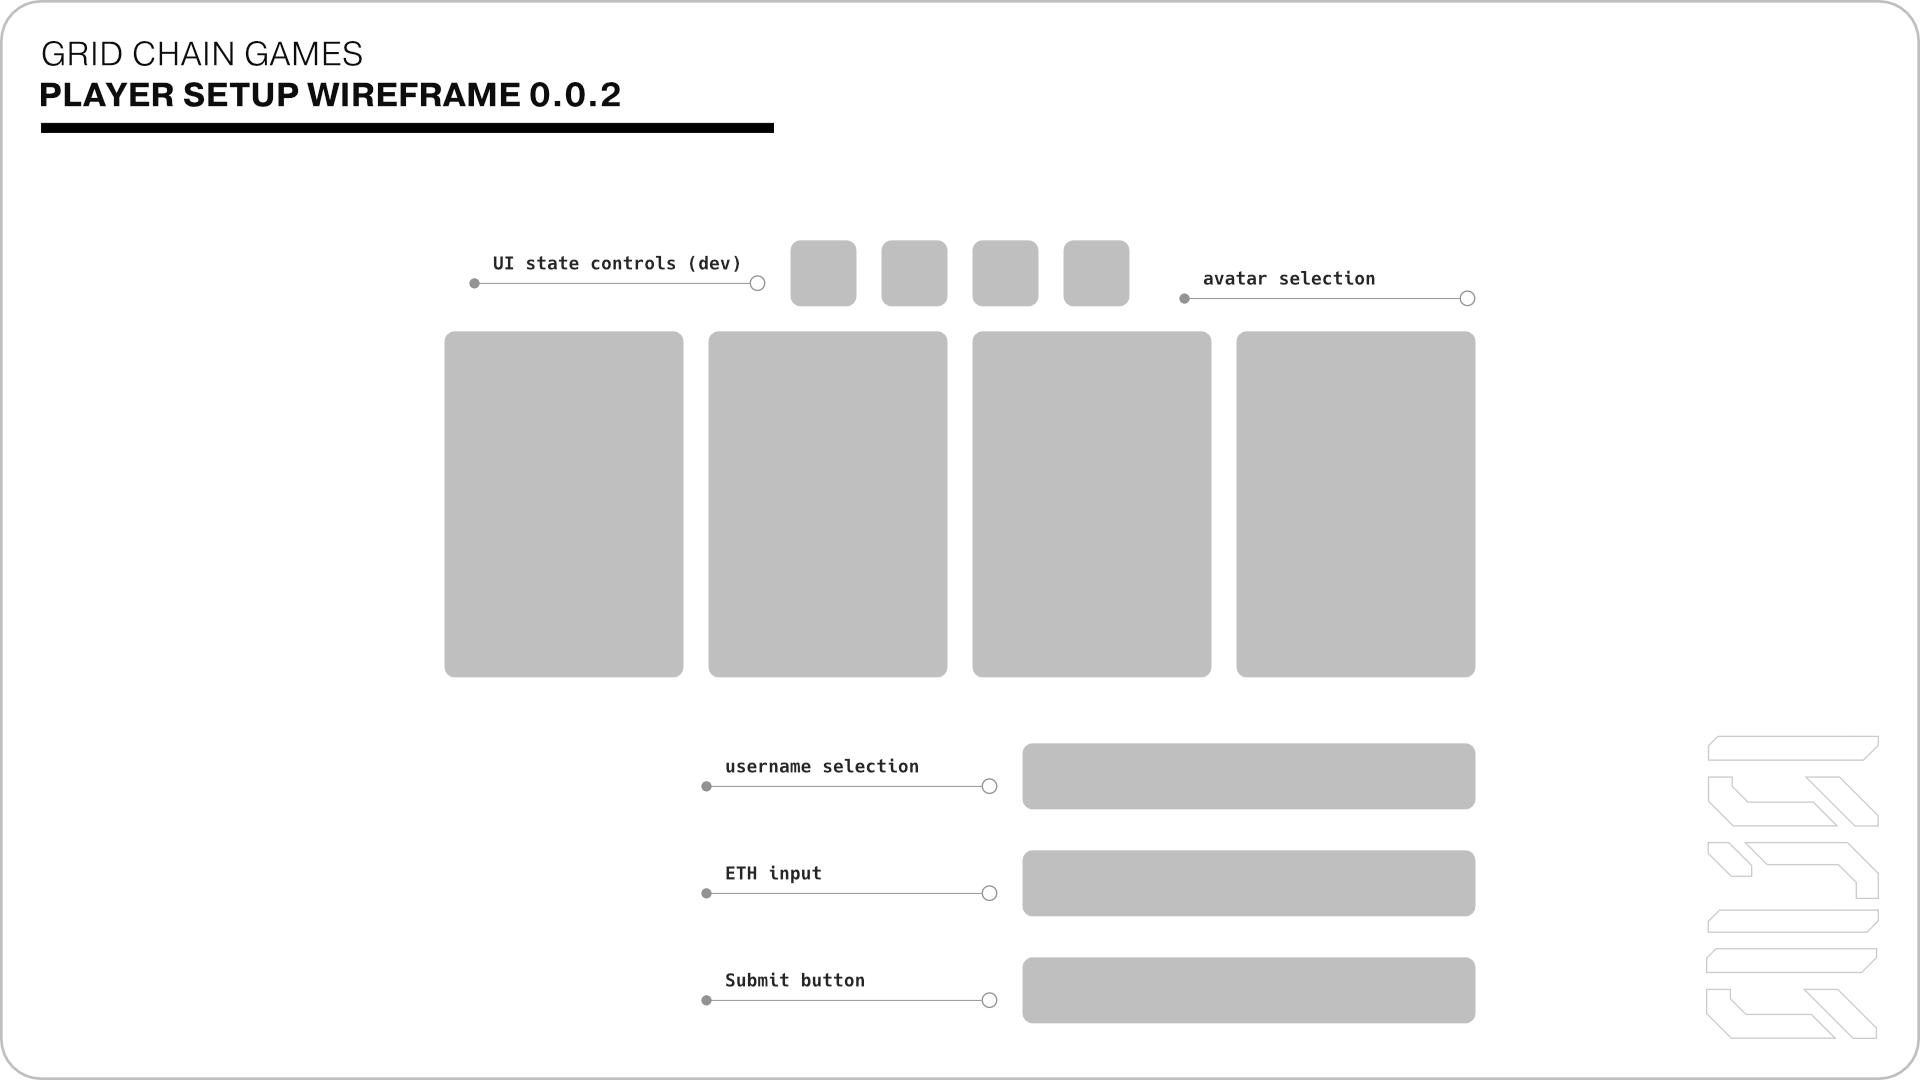 GRID CHAIN GAMES
PLAYER SETUP WIREFRAME 0.0.2
UI state controls (dev)
avatar selection
username selection
ETH input
Submit button